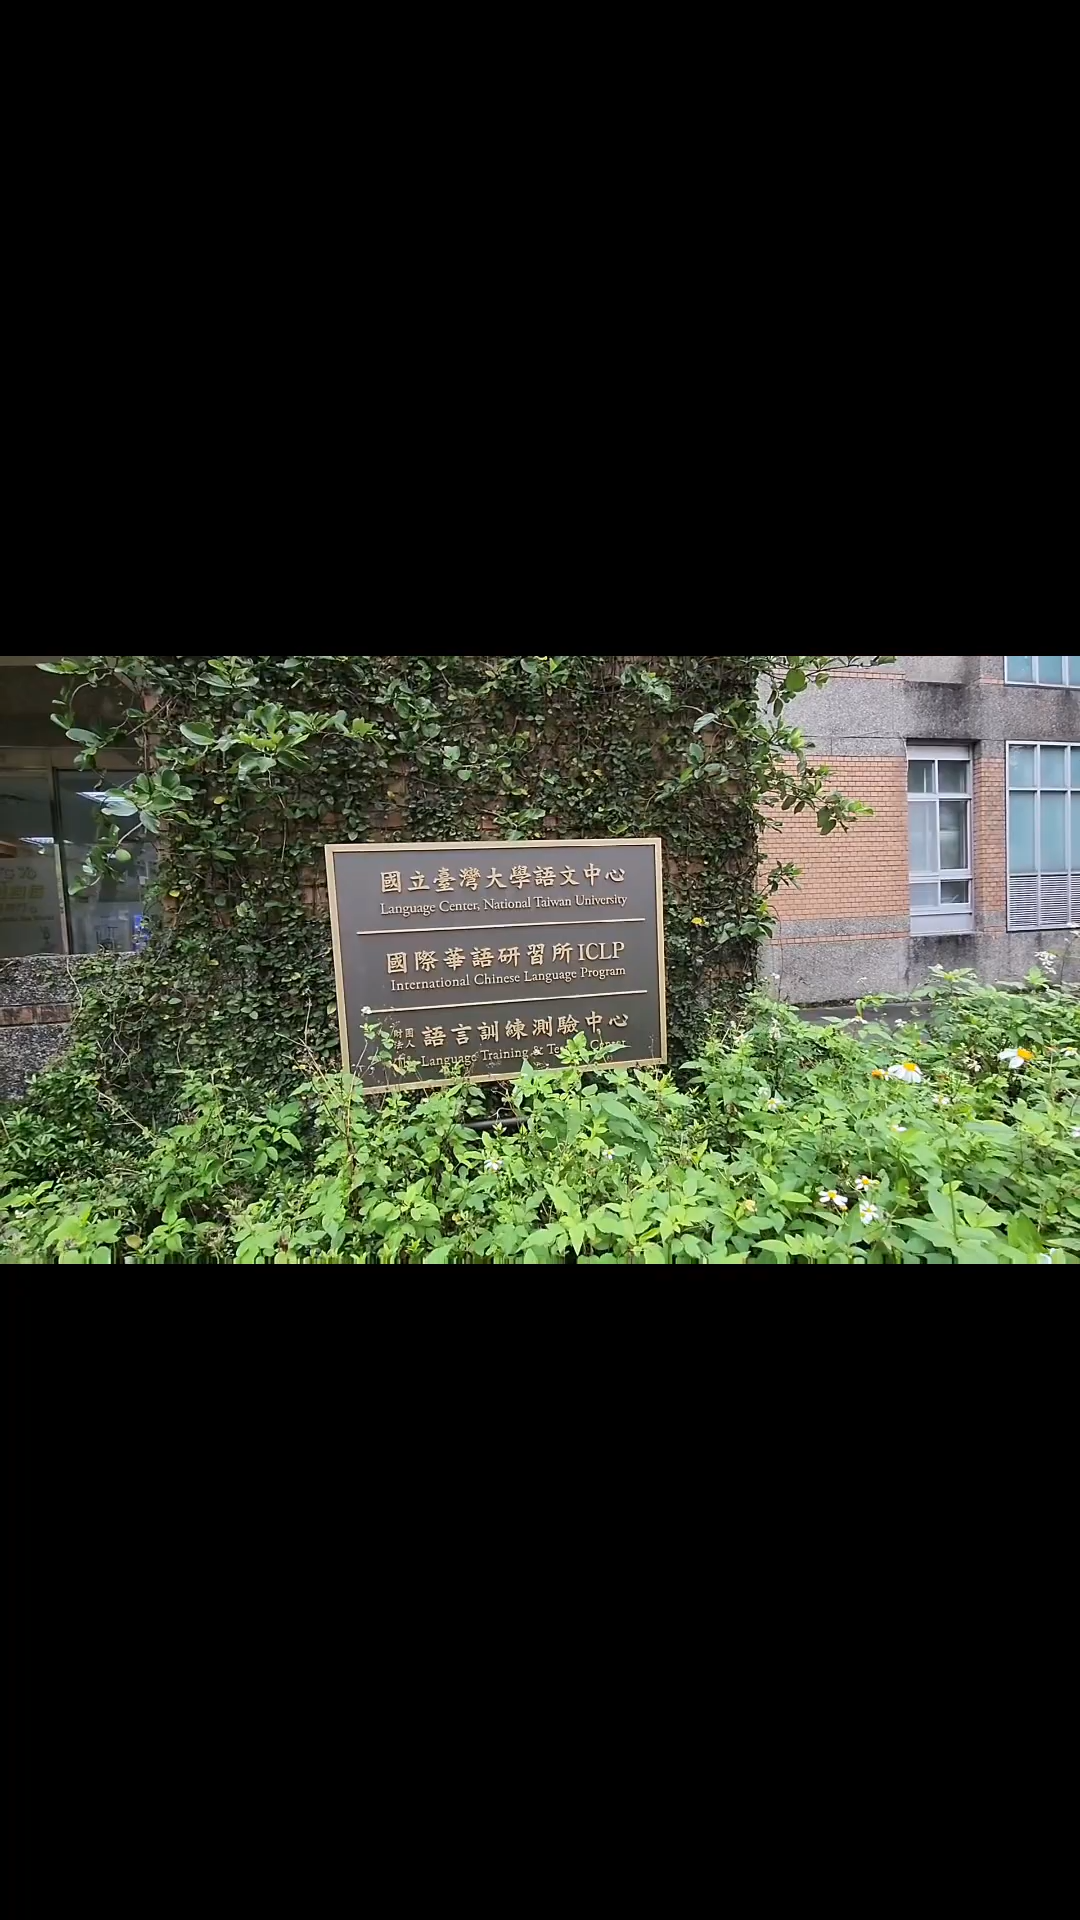 國立臺灣大學語文中心
Language Center, National Taiwan University
國際華語研習所ICLP
International Chinese Language Program
財團法人 語言訓練測驗中心
Language Training &